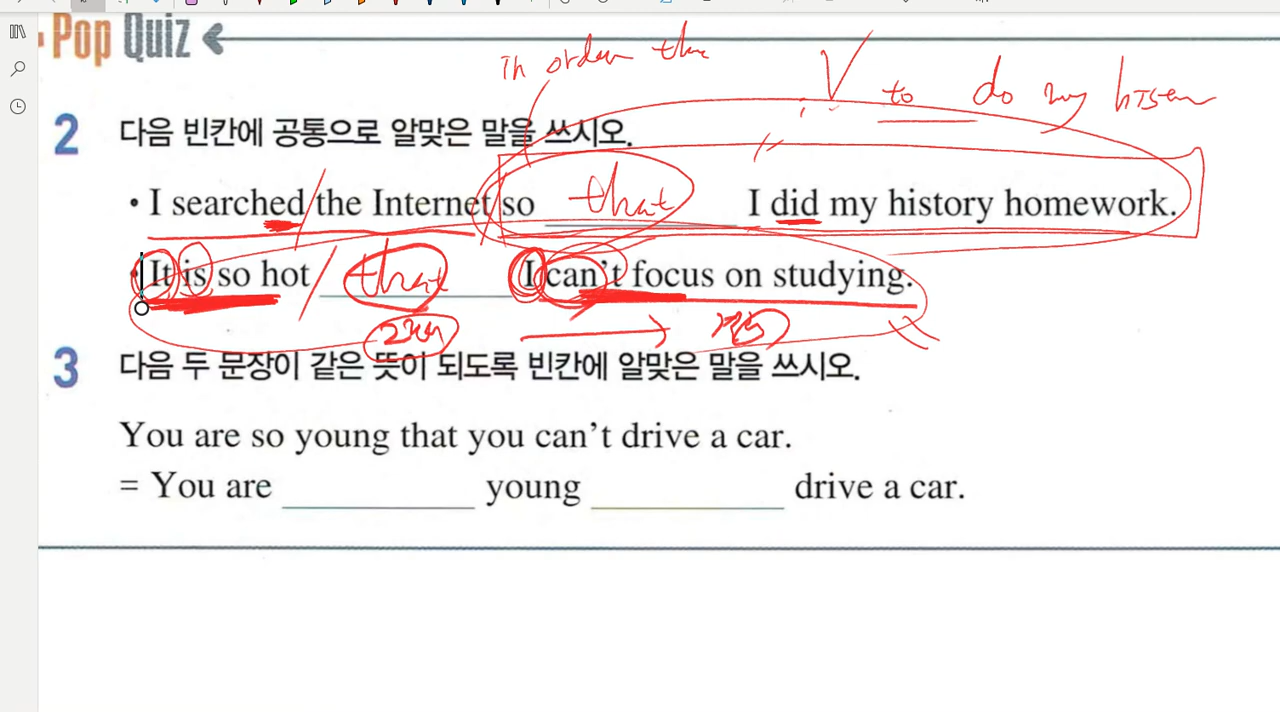 Pop Quiz
in order tha to do my
2 다음 빈칸에 공통으로 알맞은 말을 쓰시오.
• I searched the Internet so that I did my history homework.
• It is so hot that I can't focus on studying.
3 다음 두 문장이 같은 뜻이 되도록 빈칸에 알맞은 말을 쓰시오.
You are so young that you can't drive a car.
= You are young drive a car.